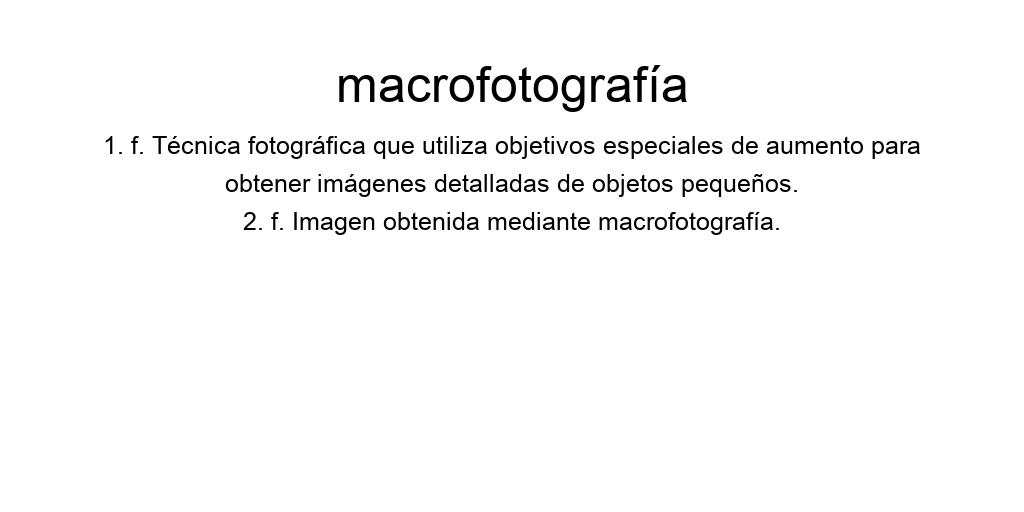 macrofotografía
1. f. Técnica fotográfica que utiliza objetivos especiales de aumento para
obtener imágenes detalladas de objetos pequeños.
2. f. Imagen obtenida mediante macrofotografía.